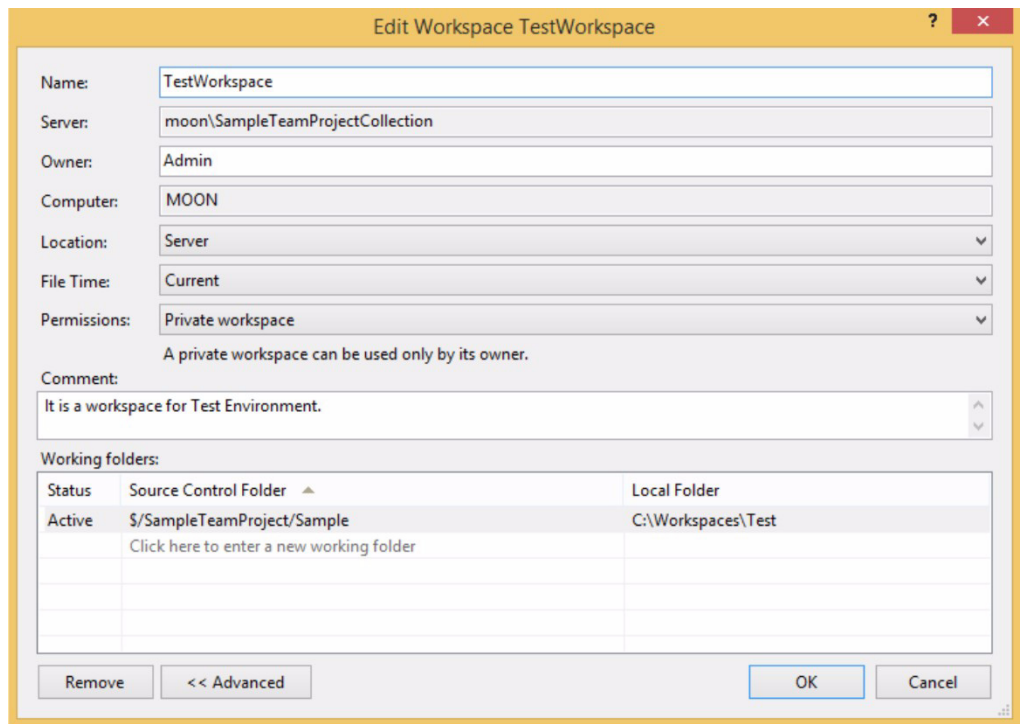 Edit Workspace TestWorkspace
? ×
Name: TestWorkspace
Server: moon\SampleTeamProjectCollection
Owner: Admin
Computer: MOON
Location: Server
File Time: Current
Permissions: Private workspace
A private workspace can be used only by its owner.
Comment:
It is a workspace for Test Environment.
Working folders:
Status Source Control Folder Local Folder
Active $/SampleTeamProject/Sample C:\Workspaces\Test
Click here to enter a new working folder
Remove << Advanced OK Cancel